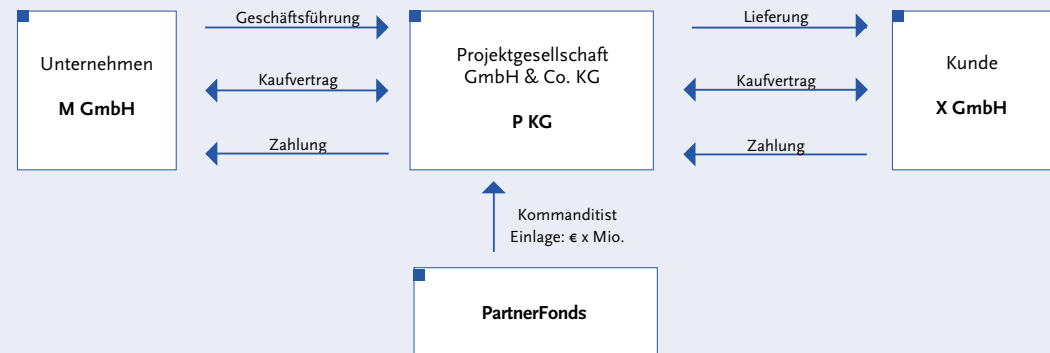 Geschäftsführung
Lieferung
Unternehmen
M GmbH
Kaufvertrag
Projektgesellschaft
GmbH & Co. KG
P KG
Kaufvertrag
Kunde
X GmbH
Zahlung
Zahlung
Kommanditist
Einlage: € x Mio.
PartnerFonds